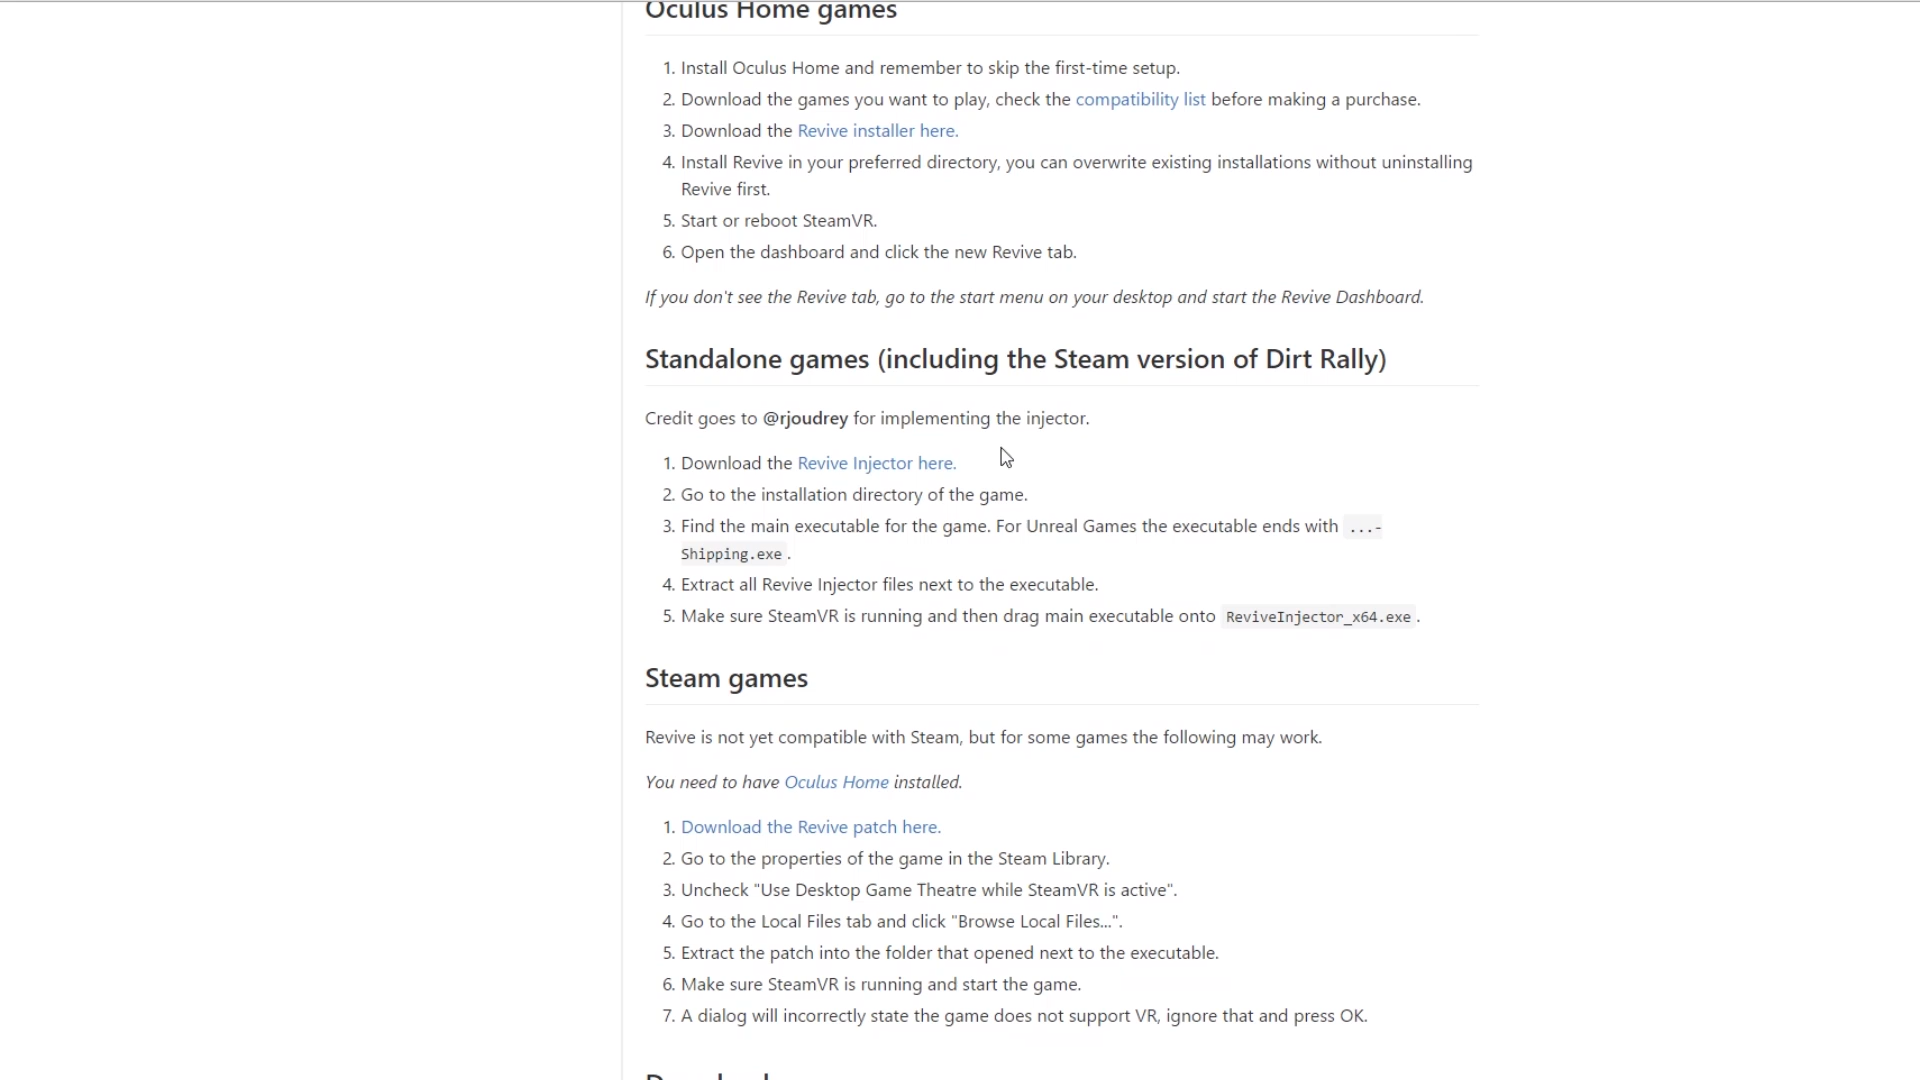 Oculus Home games
1. Install Oculus Home and remember to skip the first-time setup.
2. Download the games you want to play, check the compatibility list before making a purchase.
3. Download the Revive installer here.
4. Install Revive in your preferred directory, you can overwrite existing installations without uninstalling
Revive first.
5. Start or reboot SteamVR.
6. Open the dashboard and click the new Revive tab.
If you don't see the Revive tab, go to the start menu on your desktop and start the Revive Dashboard.
Standalone games (including the Steam version of Dirt Rally)
Credit goes to @rjoudrey for implementing the injector.
1. Download the Revive Injector here.
2. Go to the installation directory of the game.
3. Find the main executable for the game. For Unreal Games the executable ends with ...-
Shipping.exe .
4. Extract all Revive Injector files next to the executable.
5. Make sure SteamVR is running and then drag main executable onto ReviveInjector_x64.exe .
Steam games
Revive is not yet compatible with Steam, but for some games the following may work.
You need to have Oculus Home installed.
1. Download the Revive patch here.
2. Go to the properties of the game in the Steam Library.
3. Uncheck "Use Desktop Game Theatre while SteamVR is active".
4. Go to the Local Files tab and click "Browse Local Files...".
5. Extract the patch into the folder that opened next to the executable.
6. Make sure SteamVR is running and start the game.
7. A dialog will incorrectly state the game does not support VR, ignore that and press OK.